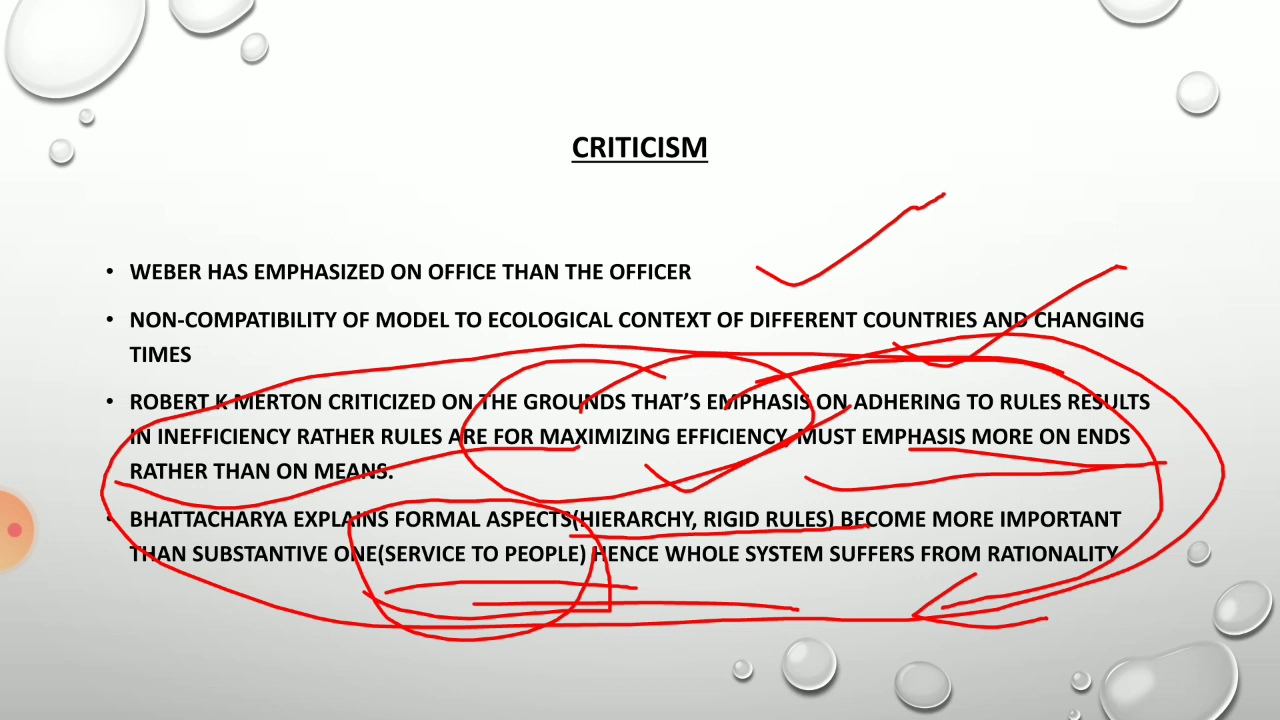 CRITICISM
• WEBER HAS EMPHASIZED ON OFFICE THAN THE OFFICER
• NON-COMPATIBILITY OF MODEL TO ECOLOGICAL CONTEXT OF DIFFERENT COUNTRIES AND CHANGING
TIMES
• ROBERT K MERTON CRITICIZED ON THE GROUNDS THAT'S EMPHASIS ON ADHERING TO RULES RESULTS
IN INEFFICIENCY RATHER RULES ARE FOR MAXIMIZING EFFICIENCY, MUST EMPHASIS MORE ON ENDS
RATHER THAN ON MEANS.
• BHATTACHARYA EXPLAINS FORMAL ASPECTS(HIERARCHY, RIGID RULES) BECOME MORE IMPORTANT
THAN SUBSTANTIVE ONE(SERVICE TO PEOPLE) HENCE WHOLE SYSTEM SUFFERS FROM RATIONALITY